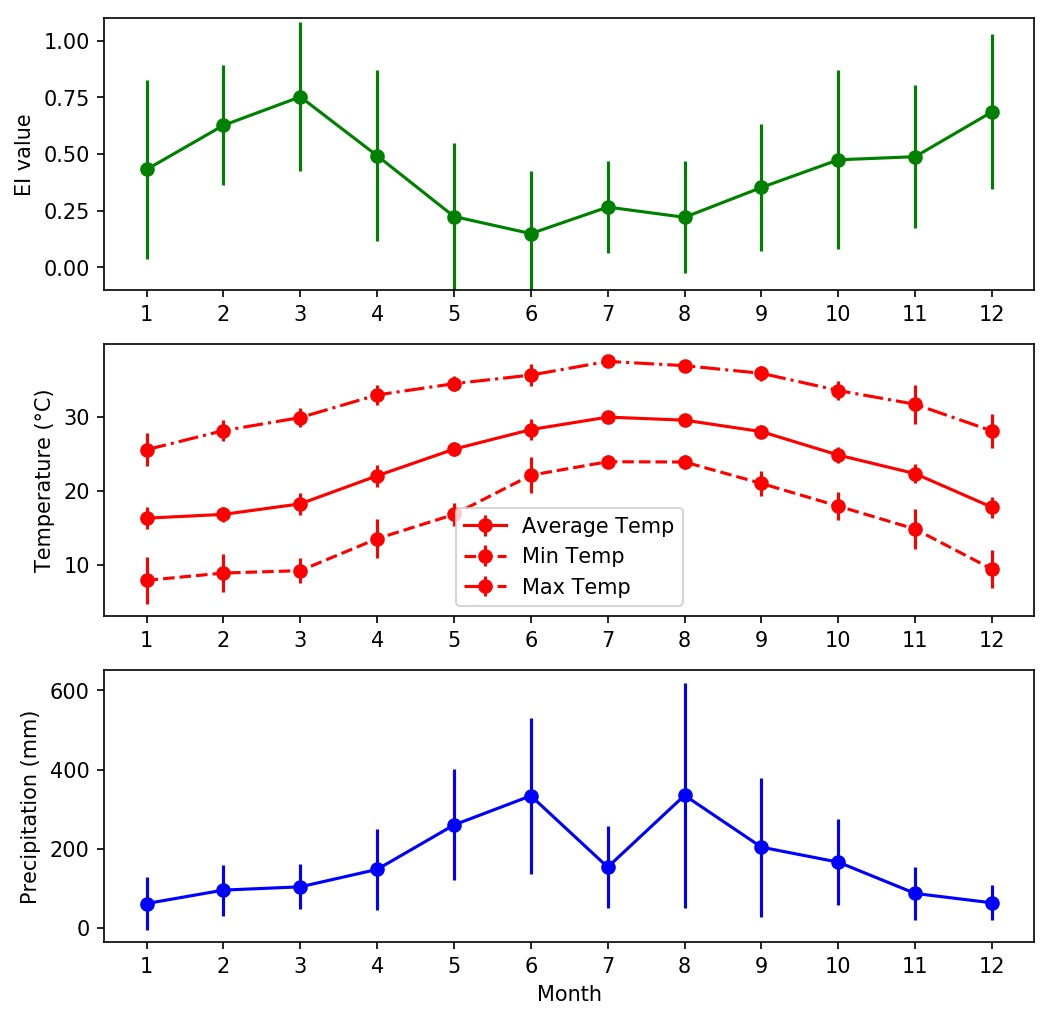 EI value
1.00
0.75
0.50
0.25
0.00
1 2 3 4 5 6 7 8 9 10 11 12
Temperature (°C)
30
20
10
Average Temp
Min Temp
Max Temp
1 2 3 4 5 6 7 8 9 10 11 12
Precipitation (mm)
600
400
200
0
1 2 3 4 5 6 7 8 9 10 11 12
Month